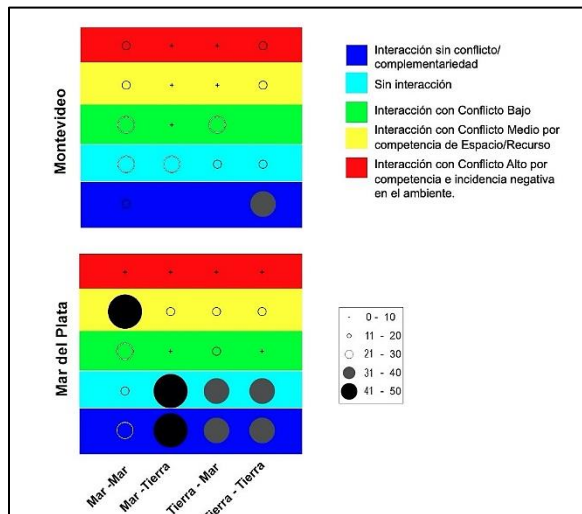 Montevideo
Interacción sin conflicto/
complementariedad
Sin interacción
Interacción con Conflicto Bajo
Interacción con Conflicto Medio por
competencia de Espacio/Recurso
Interacción con Conflicto Alto por
competencia e incidencia negativa
en el ambiente.
Mar del Plata
0 - 10
11 - 20
21 - 30
31 - 40
41 - 50
Mar -Mar
Mar -Tierra
Tierra - Mar
Tierra - Tierra